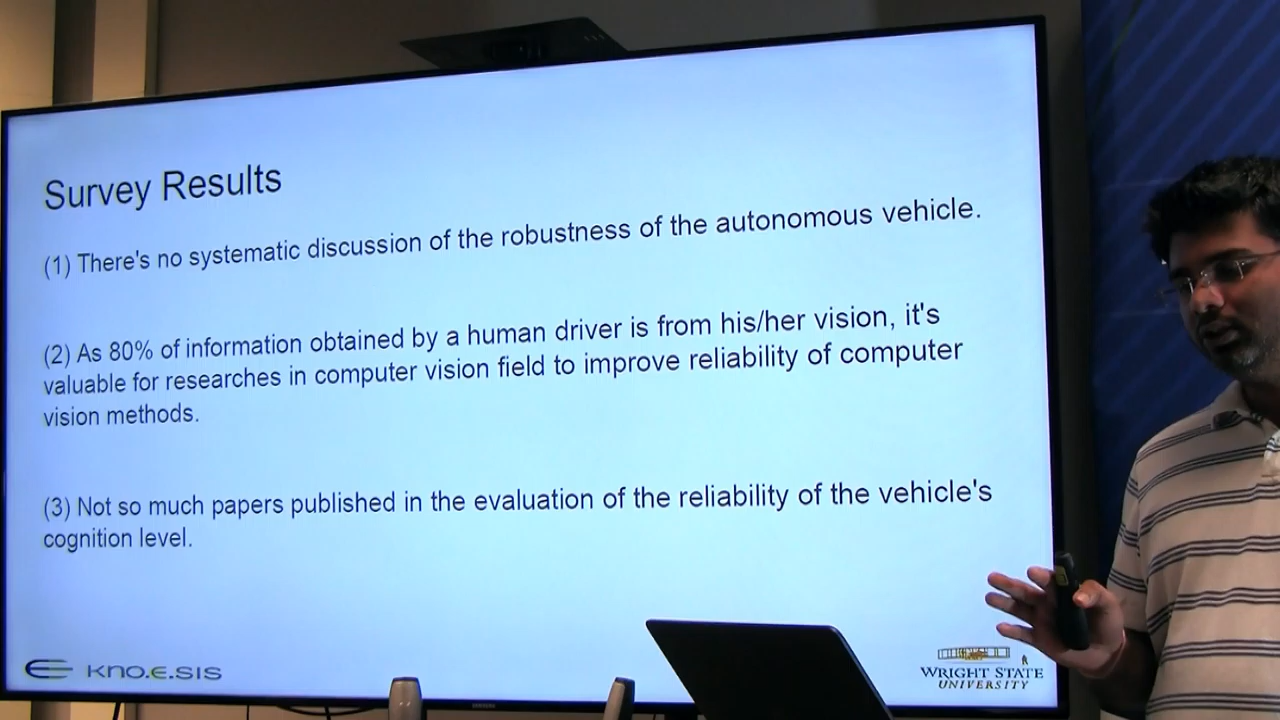 Survey Results
(1) There's no systematic discussion of the robustness of the autonomous vehicle.
(2) As 80% of information obtained by a human driver is from his/her vision, it's
valuable for researches in computer vision field to improve reliability of computer
vision methods.
(3) Not so much papers published in the evaluation of the reliability of the vehicle's
cognition level.
KNO.E.SIS
WRIGHT STATE
UNIVERSITY
SAMSUNG